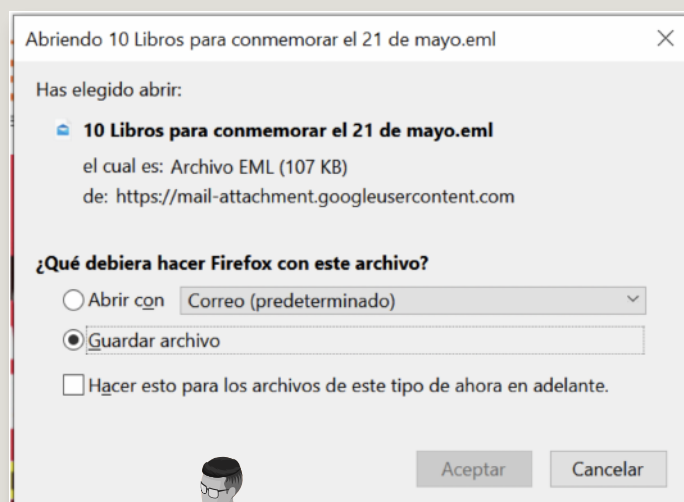 Abriendo 10 Libros para conmemorar el 21 de mayo.eml
Has elegido abrir:
10 Libros para conmemorar el 21 de mayo.eml
el cual es: Archivo EML (107 KB)
de: https://mail-attachment.googleusercontent.com
¿Qué debiera hacer Firefox con este archivo?
Abrir con Correo (predeterminado)
Guardar archivo
Hacer esto para los archivos de este tipo de ahora en adelante.
Aceptar Cancelar